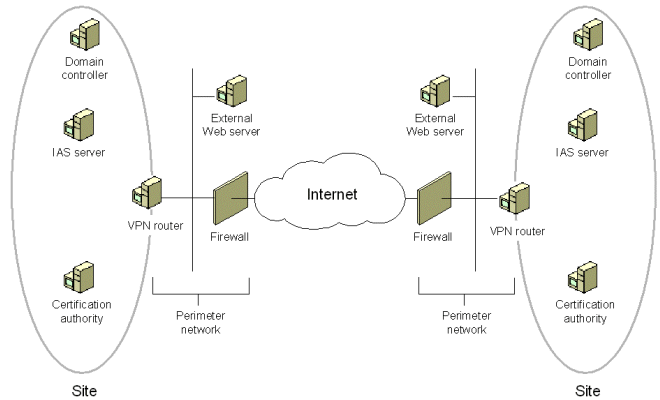 Domain
controller
IAS server
VPN router
Certification
authority
Site
External
Web server
Firewall
Perimeter
network
Internet
External
Web server
Firewall
Perimeter
network
Domain
controller
IAS server
VPN router
Certification
authority
Site